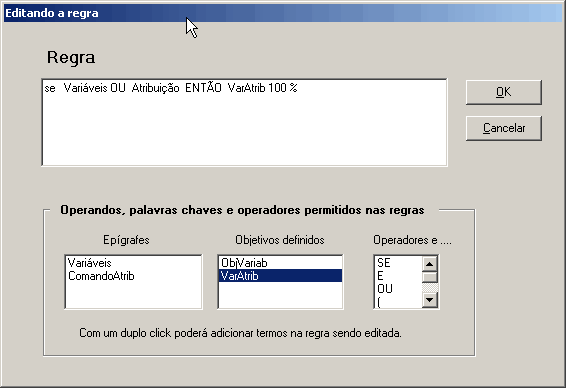 Editando a regra
Regra
se Variáveis OU Atribuição ENTÃO VarAtrib 100 %
OK
Cancelar
Operandos, palavras chaves e operadores permitidos nas regras
Epígrafes
Objetivos definidos
Operadores e ....
Variáveis
ComandoAtrib
ObjVariab
VarAtrib
SE
E
OU
(
Com um duplo click poderá adicionar termos na regra sendo editada.